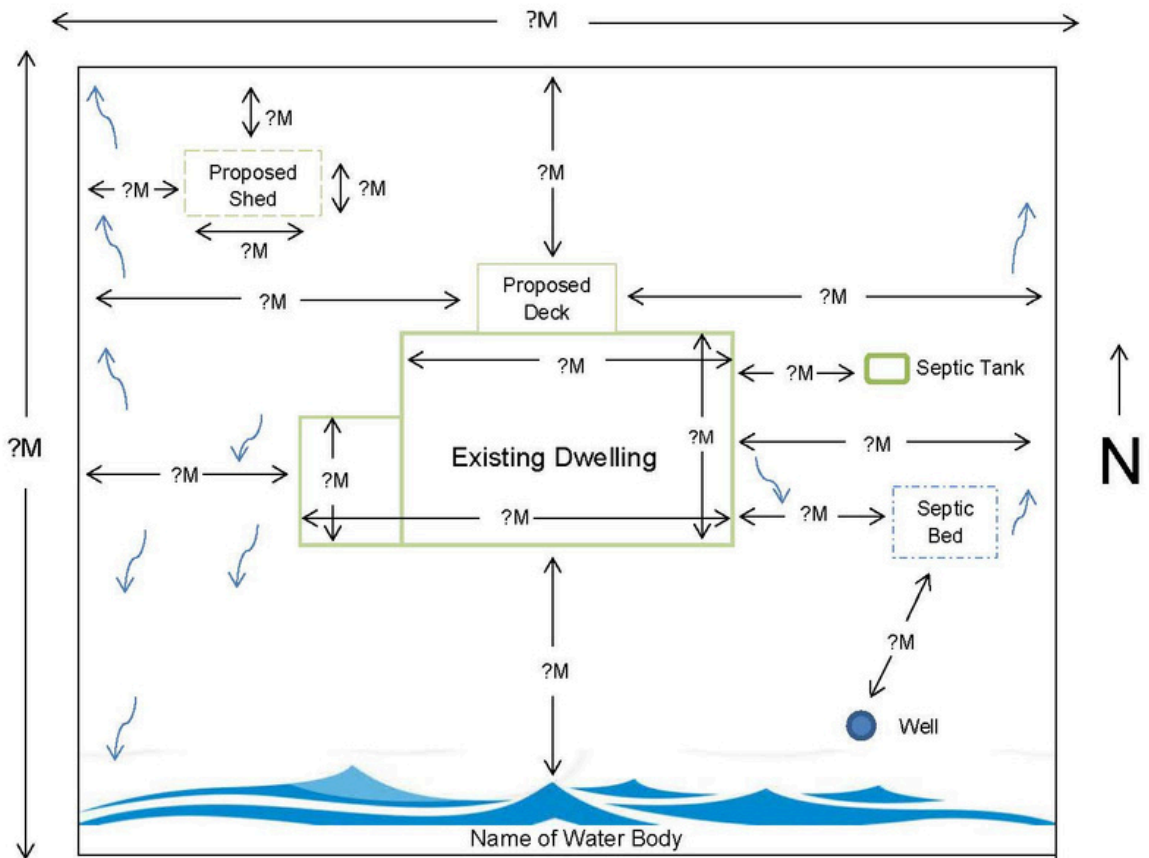 ?M
?M
Proposed
Shed
?M
?M
?M
?M
?M
Proposed
Deck
?M
?M
?M
Septic Tank
?M
?M
?M
?M
?M
Existing Dwelling
N
?M
?M
Septic
Bed
?M
?M
Well
Name of Water Body